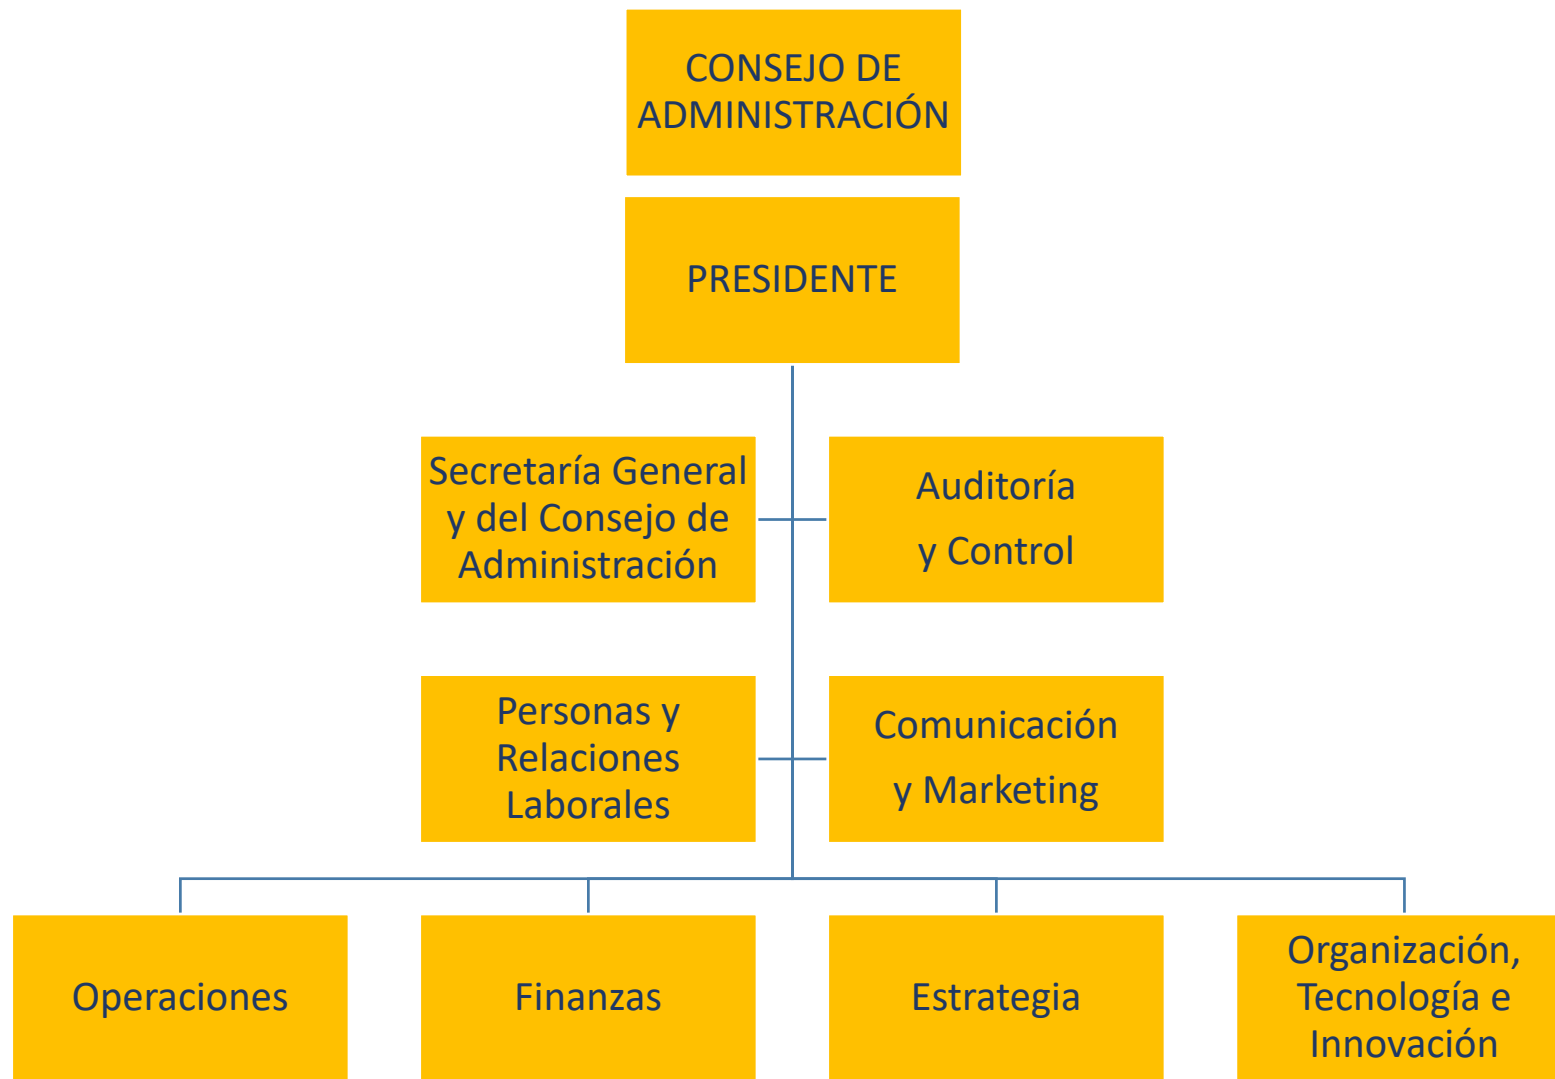 CONSEJO DE
ADMINISTRACIÓN
PRESIDENTE
Secretaría General
y del Consejo de
Administración
Auditoría
y Control
Personas y
Relaciones
Laborales
Comunicación
y Marketing
Operaciones
Finanzas
Estrategia
Organización,
Tecnología e
Innovación